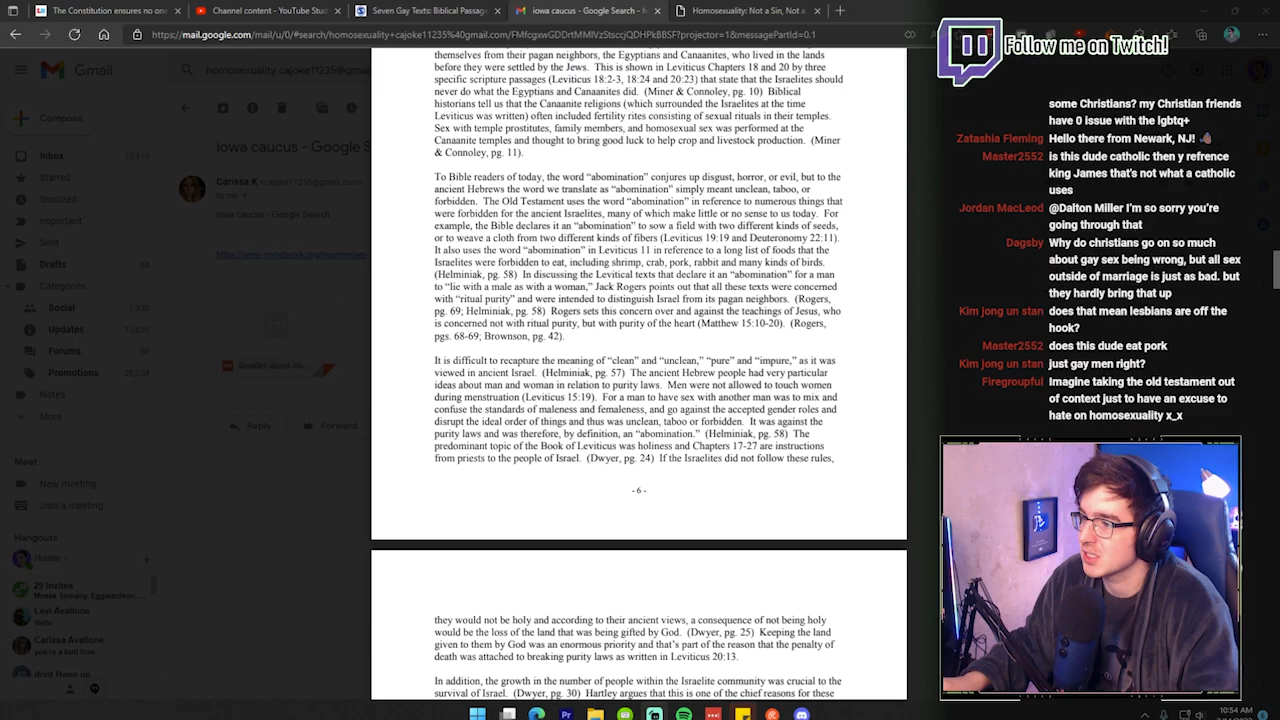 The Constitution ensures no one
Channel content - YouTube Stud
Seven Gay Texts: Biblical Passage
iowa caucus - Google Search -
Homosexuality: Not a Sin, Not a
https://mail.google.com/mail/u/0/#search/homosexuality+cajoke11235@gmail.com
Gmail
homosexuality cajoke11235@g
Compose
Inbox
Starred
Snoozed
Important
Sent
Drafts
Categories
Social
7,330
Updates
Forums
Promotions
28,254
Notes
More
Meet
New meeting
Join a meeting
Hangouts
Hunter
29 Invites
Levi Avallone
Hello
Carissa Avallone
you're a butt hole
iowa caucus - Google S
Carissa K
to me
iowa caucus - Google Search
Reply
Forward
themselves from their pagan neighbors, the Egyptians and Canaanites, who lived in the lands
before they were settled by the Jews. This is shown in Leviticus Chapters 18 and 20 by three
specific scripture passages (Leviticus 18:2-3, 18:24 and 20:23) that state that the Israelites should
never do what the Egyptians and Canaanites did. (Miner & Connoley, pg. 10) Biblical
historians tell us that the Canaanite religions (which surrounded the Israelites at the time
Leviticus was written) often included fertility rites consisting of sexual rituals in their temples.
Sex with temple prostitutes, family members, and homosexual sex was performed at the
Canaanite temples and thought to bring good luck to help crop and livestock production. (Miner
& Connoley, pg. 11).
To Bible readers of today, the word “abomination” conjures up disgust, horror, or evil, but to the
ancient Hebrews the word we translate as “abomination” simply meant unclean, taboo, or
forbidden. The Old Testament uses the word “abomination” in reference to numerous things that
were forbidden for the ancient Israelites, many of which make little or no sense to us today. For
example, the Bible declares it an “abomination” to sow a field with two different kinds of seeds,
or to weave a cloth from two different kinds of fibers (Leviticus 19:19 and Deuteronomy 22:11).
It also uses the word “abomination” in Leviticus 11 in reference to a long list of foods that the
Israelites were forbidden to eat, including shrimp, crab, pork, rabbit and many kinds of birds.
(Helminiak, pg. 58) In discussing the Levitical texts that declare it an “abomination” for a man
to “lie with a male as with a woman,” Jack Rogers points out that all these texts were concerned
with “ritual purity” and were intended to distinguish Israel from its pagan neighbors. (Rogers,
pg. 69; Helminiak, pg. 58) Rogers sets this concern over and against the teachings of Jesus, who
is concerned not with ritual purity, but with purity of the heart (Matthew 15:10-20). (Rogers,
pgs. 68-69; Brownson, pg. 42).
It is difficult to recapture the meaning of “clean” and “unclean,” “pure” and “impure,” as it was
viewed in ancient Israel. (Helminiak, pg. 57) The ancient Hebrew people had very particular
ideas about man and woman in relation to purity laws. Men were not allowed to touch women
during menstruation (Leviticus 15:19). For a man to have sex with another man was to mix and
confuse the standards of maleness and femaleness, and go against the accepted gender roles and
disrupt the ideal order of things and thus was unclean, taboo or forbidden. It was against the
purity laws and was therefore, by definition, an “abomination.” (Helminiak, pg. 58) The
predominant topic of the Book of Leviticus was holiness and Chapters 17-27 are instructions
from priests to the people of Israel. (Dwyer, pg. 24) If the Israelites did not follow these rules,
- 6 -
they would not be holy and according to their ancient views, a consequence of not being holy
would be the loss of the land that was being gifted by God. (Dwyer, pg. 25) Keeping the land
given to them by God was an enormous priority and that’s part of the reason that the penalty of
death was attached to breaking purity laws as written in Leviticus 20:13.
In addition, the growth in the number of people within the Israelite community was crucial to the
survival of Israel. (Dwyer, pg. 30) Hartley argues that this is one of the chief reasons for these
Follow me on Twitch!
some Christians? my Christian friends
have 0 issue with the lgbtq+
Zatashia Fleming Hello there from Newark, NJ!
Master2552 Is this dude catholic then y refrence
king James that's not what a catholic
uses
Jordan MacLeod @Dalton Miller I'm so sorry you're
going through that
Dagsby Why do christians go on so much
about gay sex being wrong, but all sex
outside of marriage is just as bad. but
they hardly bring that up
Kim jong un stan does that mean lesbians are off the
hook?
Master2552 does this dude eat pork
Kim jong un stan just gay men right?
Firegroupful Imagine taking the old testament out
of context just to have an excuse to
hate on homosexuality x_x
10:54 AM